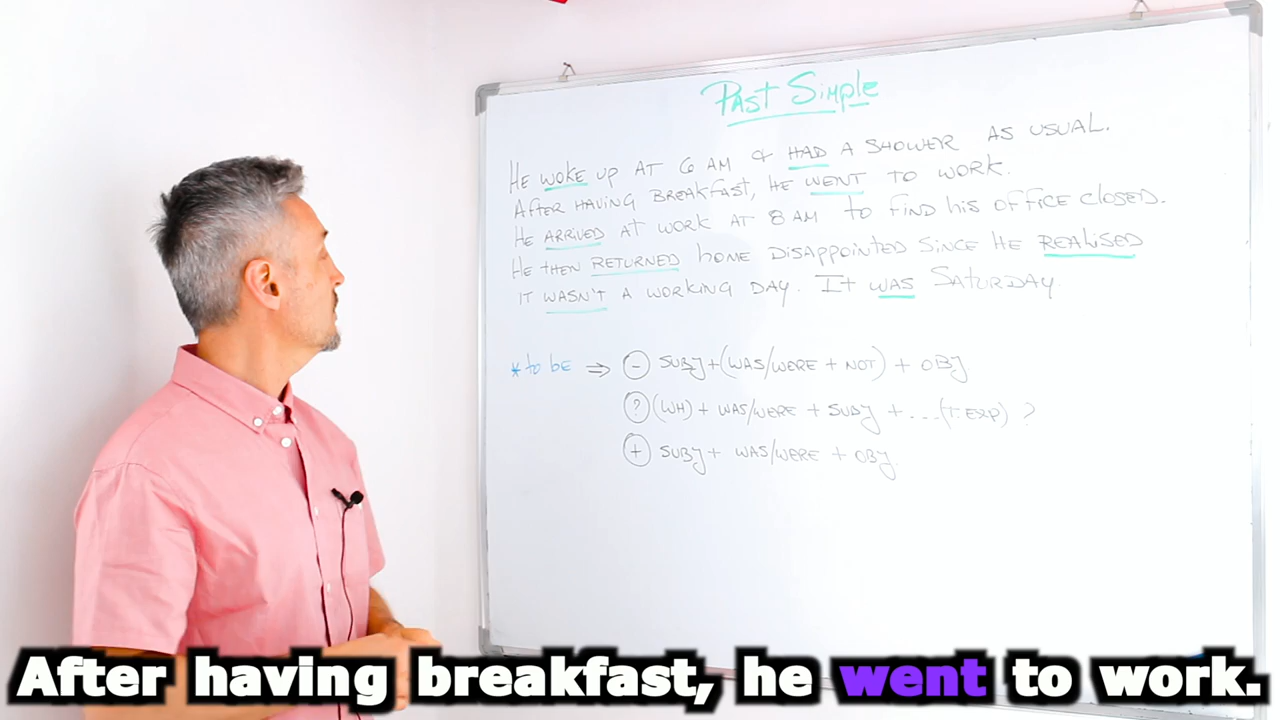 Past Simple
HE WOKE UP AT 6 AM & HAD A SHOWER AS USUAL.
AFTER HAVING BREAKFAST, HE WENT TO WORK.
HE ARRIVED AT WORK AT 8 AM TO FIND HIS OFFICE CLOSED.
HE THEN RETURNED HOME DISAPPOINTED SINCE HE REALISED
IT WASN'T A WORKING DAY. IT WAS SATURDAY.
* to be ⇒ (-) SUBJ + (WAS/WERE + NOT) + OBJ
(?) (WH) + WAS/WERE + SUBJ + ... (T. EXP) ?
(+) SUBJ + WAS/WERE + OBJ.
After having breakfast, he went to work.